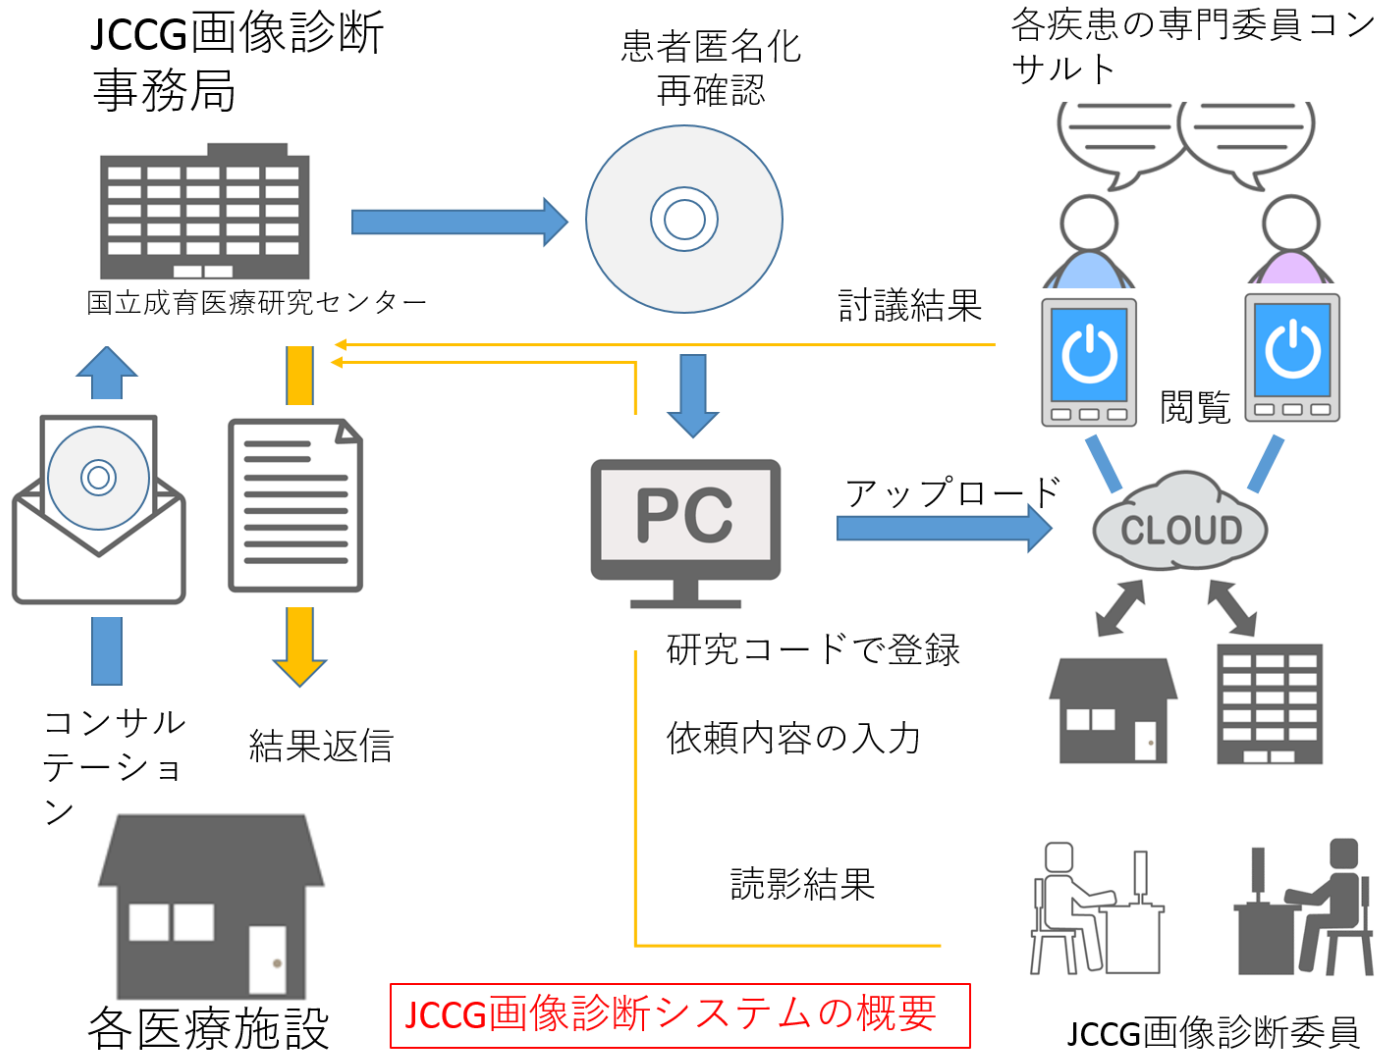 JCCG画像診断
事務局
国立成育医療研究センター
患者匿名化
再確認
各疾患の専門委員コン
サルト
討議結果
閲覧
アップロード
PC
CLOUD
研究コードで登録
依頼内容の入力
コンサル
テーショ
ン
結果返信
読影結果
各医療施設
JCCG画像診断システムの概要
JCCG画像診断委員